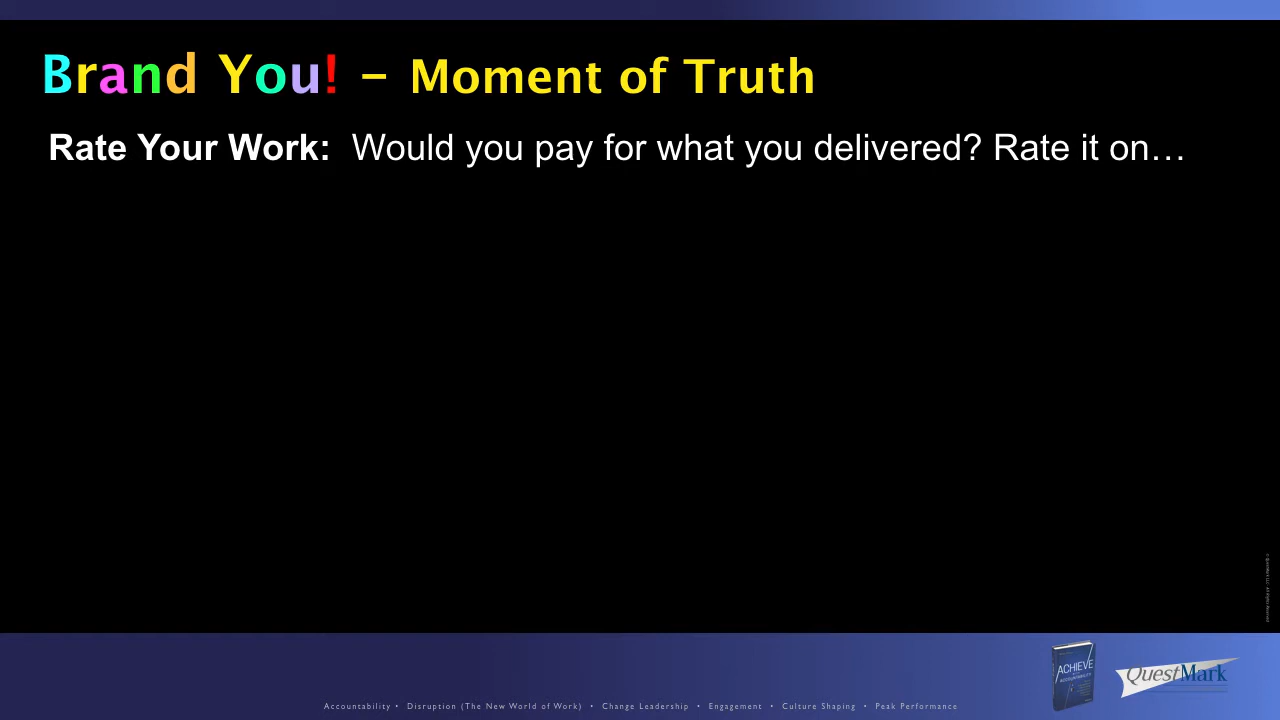 Brand You! – Moment of Truth
Rate Your Work: Would you pay for what you delivered? Rate it on…
ACHIEVE
QuestMark
Accountability • Disruption (The New World of Work) • Change Leadership • Engagement • Culture Shaping • Peak Performance